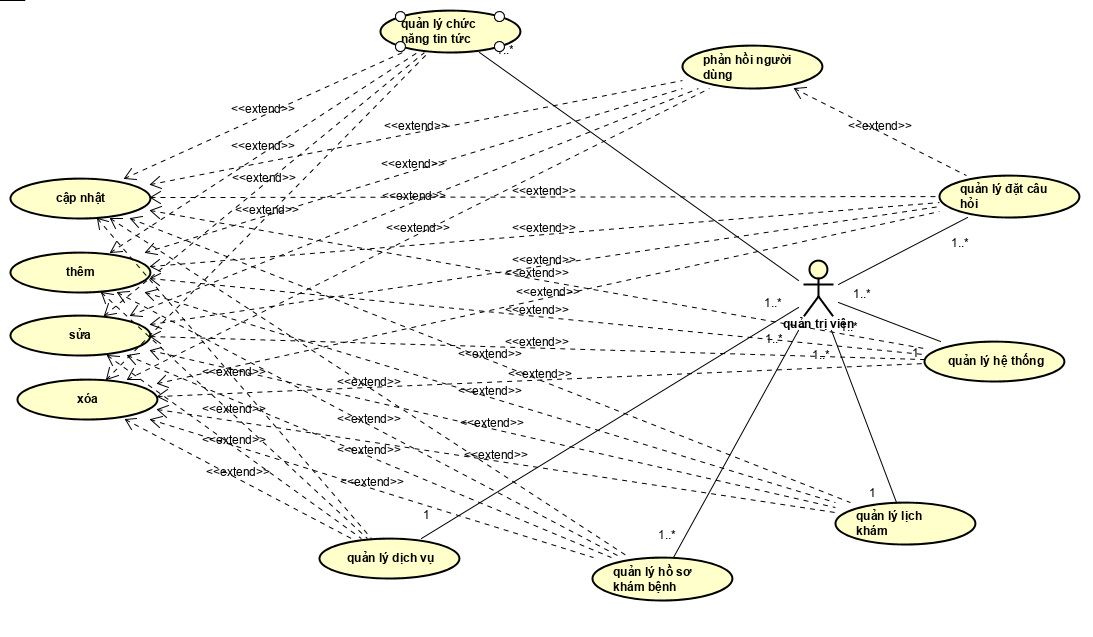 quản lý chức
năng tin tức
1..*
phản hồi người
dùng
<<extend>>
<<extend>>
<<extend>>
<<extend>>
<<extend>>
<<extend>>
<<extend>>
cập nhật
<<extend>>
<<extend>>
quản lý đặt câu
hỏi
<<extend>>
<<extend>>
<<extend>>
1..*
thêm
<<extend>>
<<extend>>
<<extend>>
<<extend>>
1..*
1..*
quản trị viên
1..*
sửa
<<extend>>
1..*
1..*
1
quản lý hệ thống
<<extend>>
<<extend>>
<<extend>>
<<extend>>
<<extend>>
xóa
<<extend>>
<<extend>>
<<extend>>
<<extend>>
<<extend>>
<<extend>>
<<extend>>
<<extend>>
<<extend>>
1
1
quản lý lịch
khám
1..*
quản lý dịch vụ
quản lý hồ sơ
khám bệnh